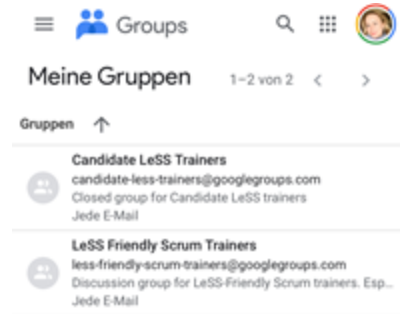 Groups
Meine Gruppen 1–2 von 2
Gruppen
Candidate LeSS Trainers
candidate-less-trainers@googlegroups.com
Closed group for Candidate LeSS trainers
Jede E-Mail
LeSS Friendly Scrum Trainers
less-friendly-scrum-trainers@googlegroups.com
Discussion group for LeSS-Friendly Scrum trainers. Esp...
Jede E-Mail